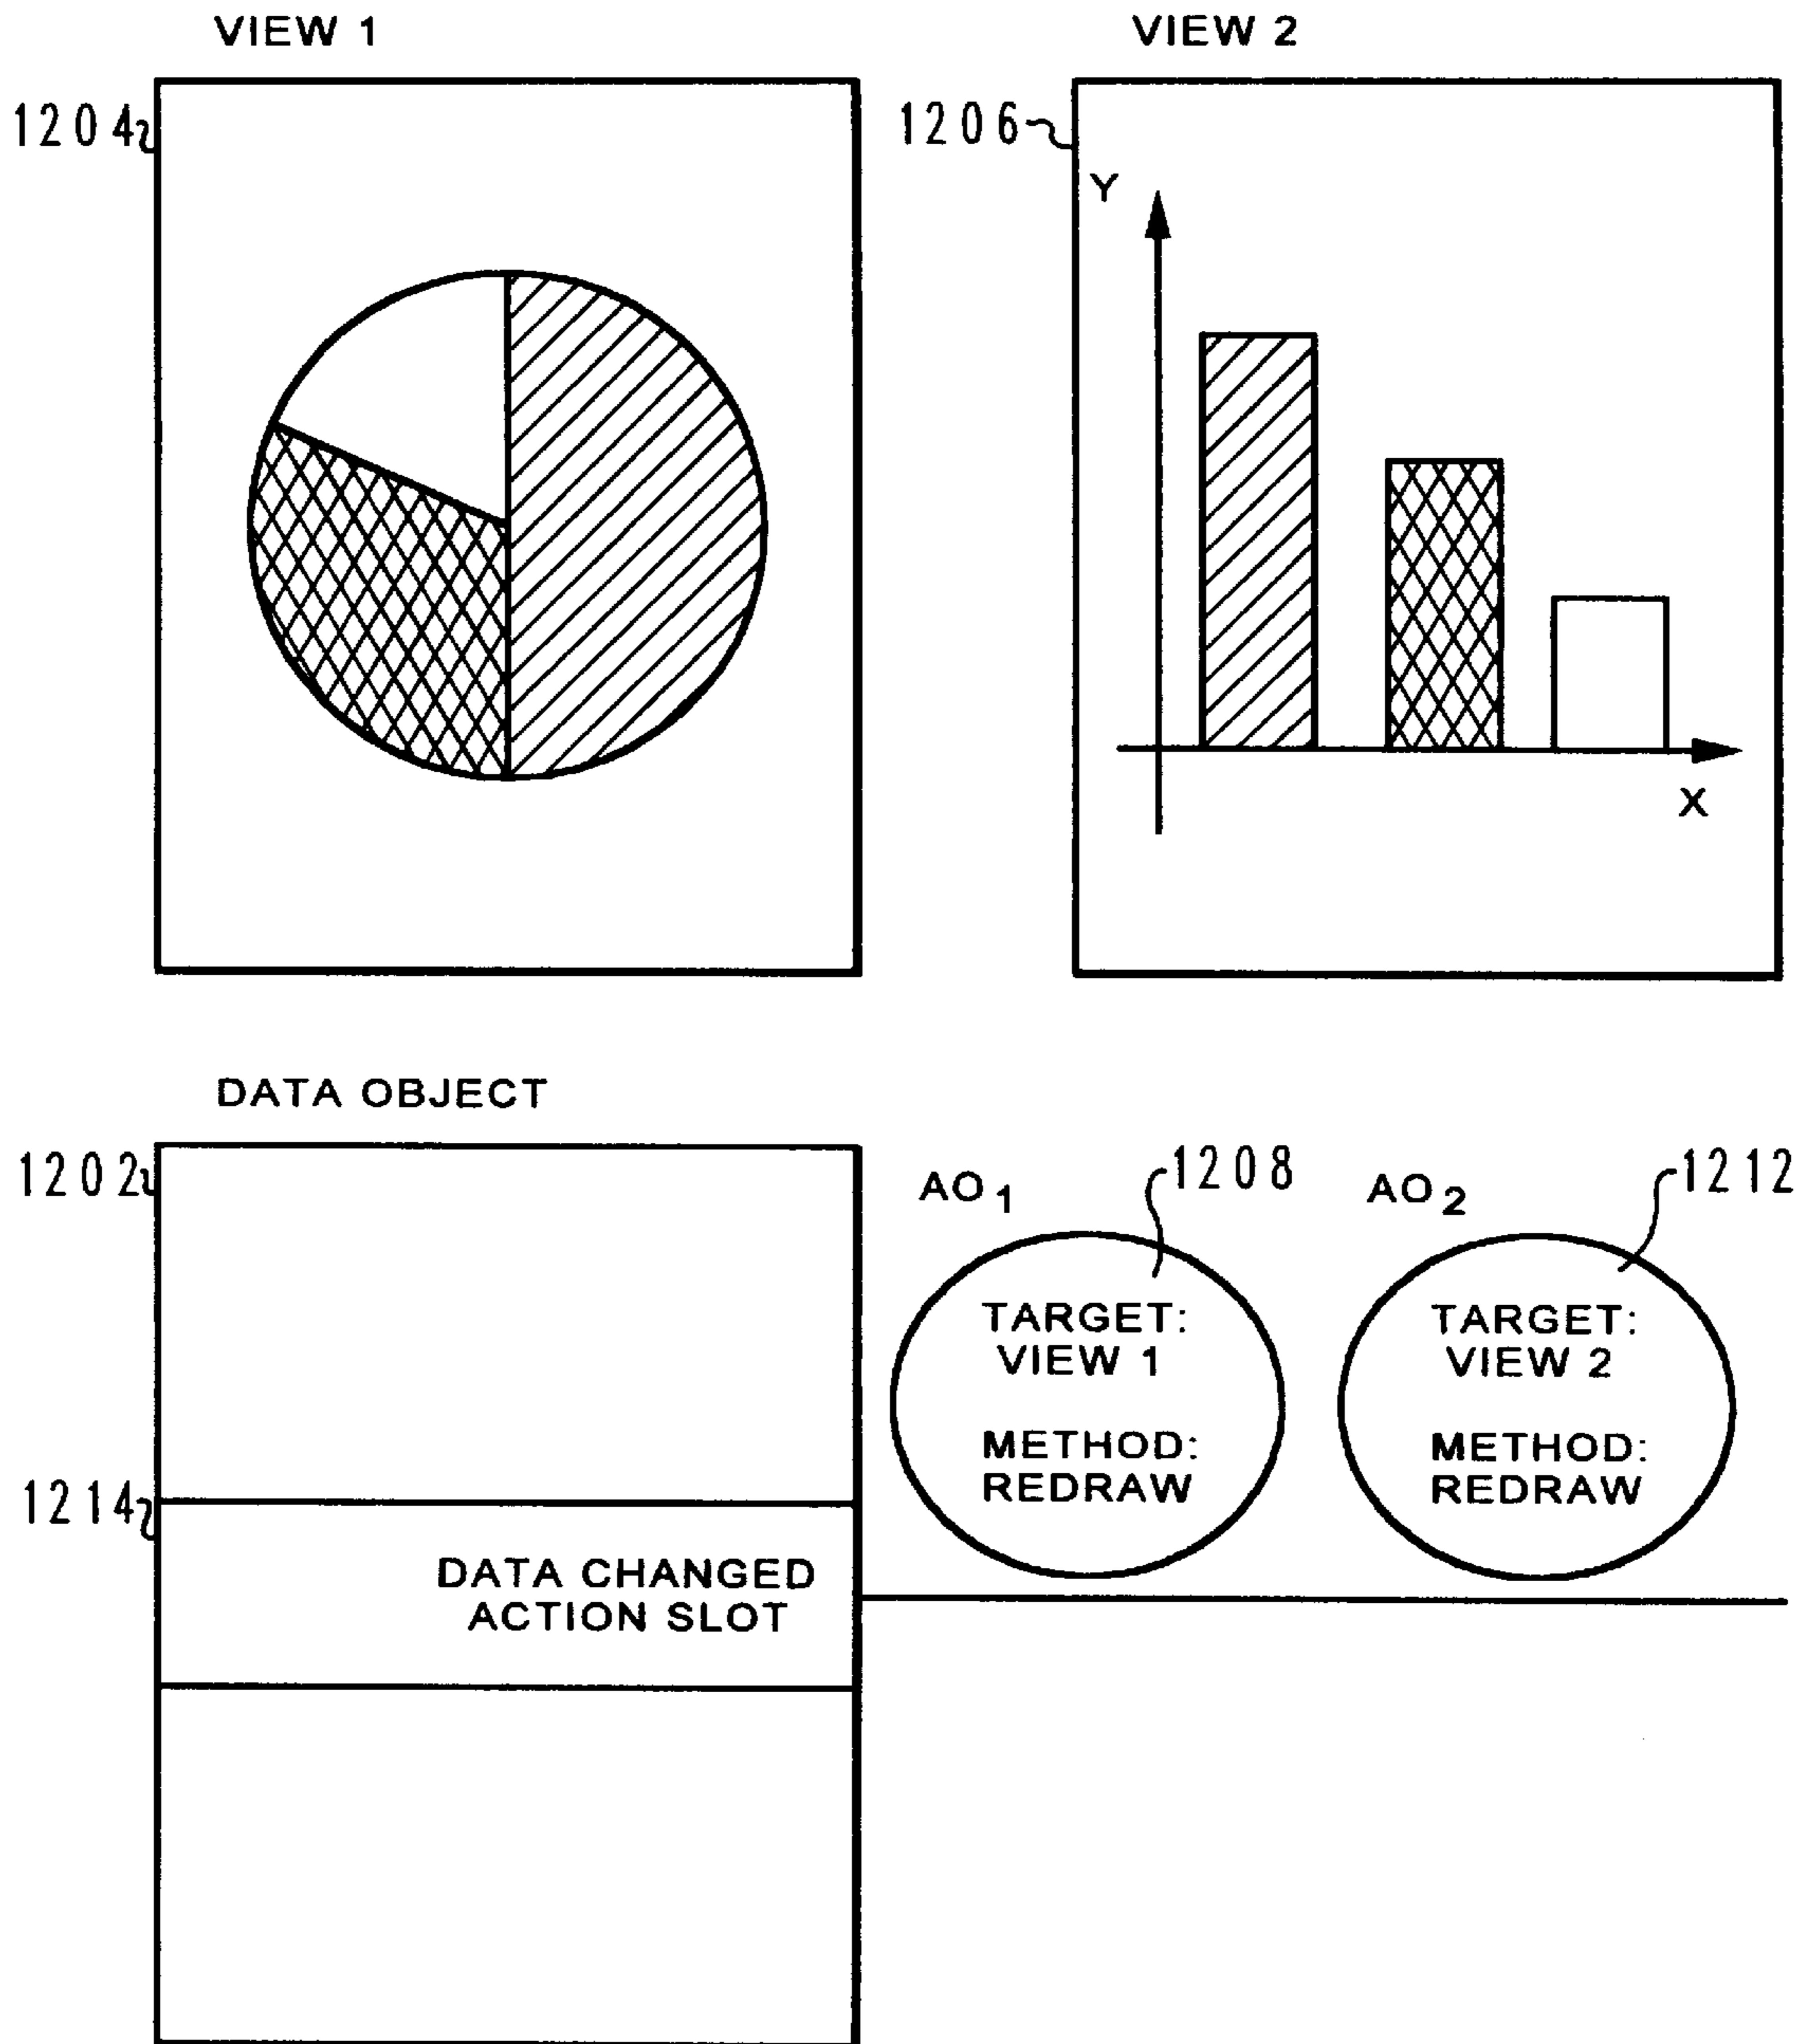 VIEW 1
VIEW 2
1204
1206
Y
X
DATA OBJECT
1202
AO1
1208
AO2
1212
TARGET:
VIEW 1
METHOD:
REDRAW
TARGET:
VIEW 2
METHOD:
REDRAW
1214
DATA CHANGED
ACTION SLOT